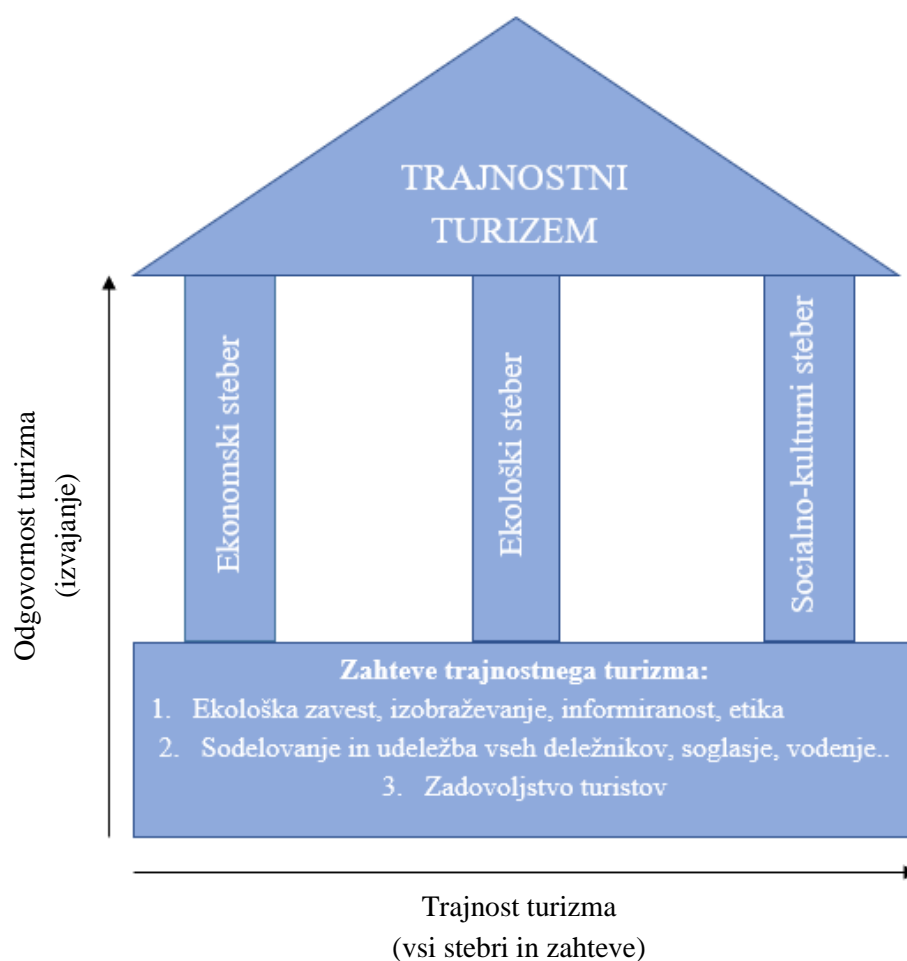 TRAJNOSTNI
TURIZEM
Ekonomski steber
Ekološki steber
Socialno-kulturni steber
Odgovornost turizma
(izvajanje)
Zahteve trajnostnega turizma:
1. Ekološka zavest, izobraževanje, informiranost, etika
2. Sodelovanje in udeležba vseh deležnikov, soglasje, vodenje..
3. Zadovoljstvo turistov
Trajnost turizma
(vsi stebri in zahteve)